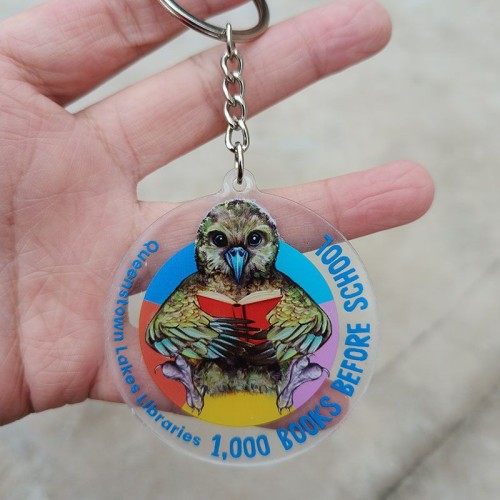 Queenstown Lakes Libraries
1,000 BOOKS BEFORE SCHOOL